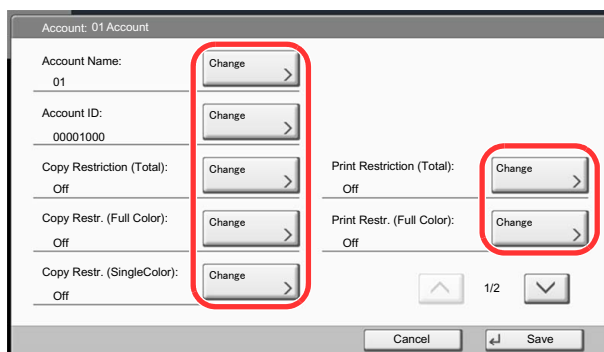 Account: 01 Account
Account Name:
01
Change
Account ID:
00001000
Change
Copy Restriction (Total):
Off
Change
Print Restriction (Total):
Off
Change
Copy Restr. (Full Color):
Off
Change
Print Restr. (Full Color):
Off
Change
Copy Restr. (SingleColor):
Off
Change
1/2
Cancel
Save